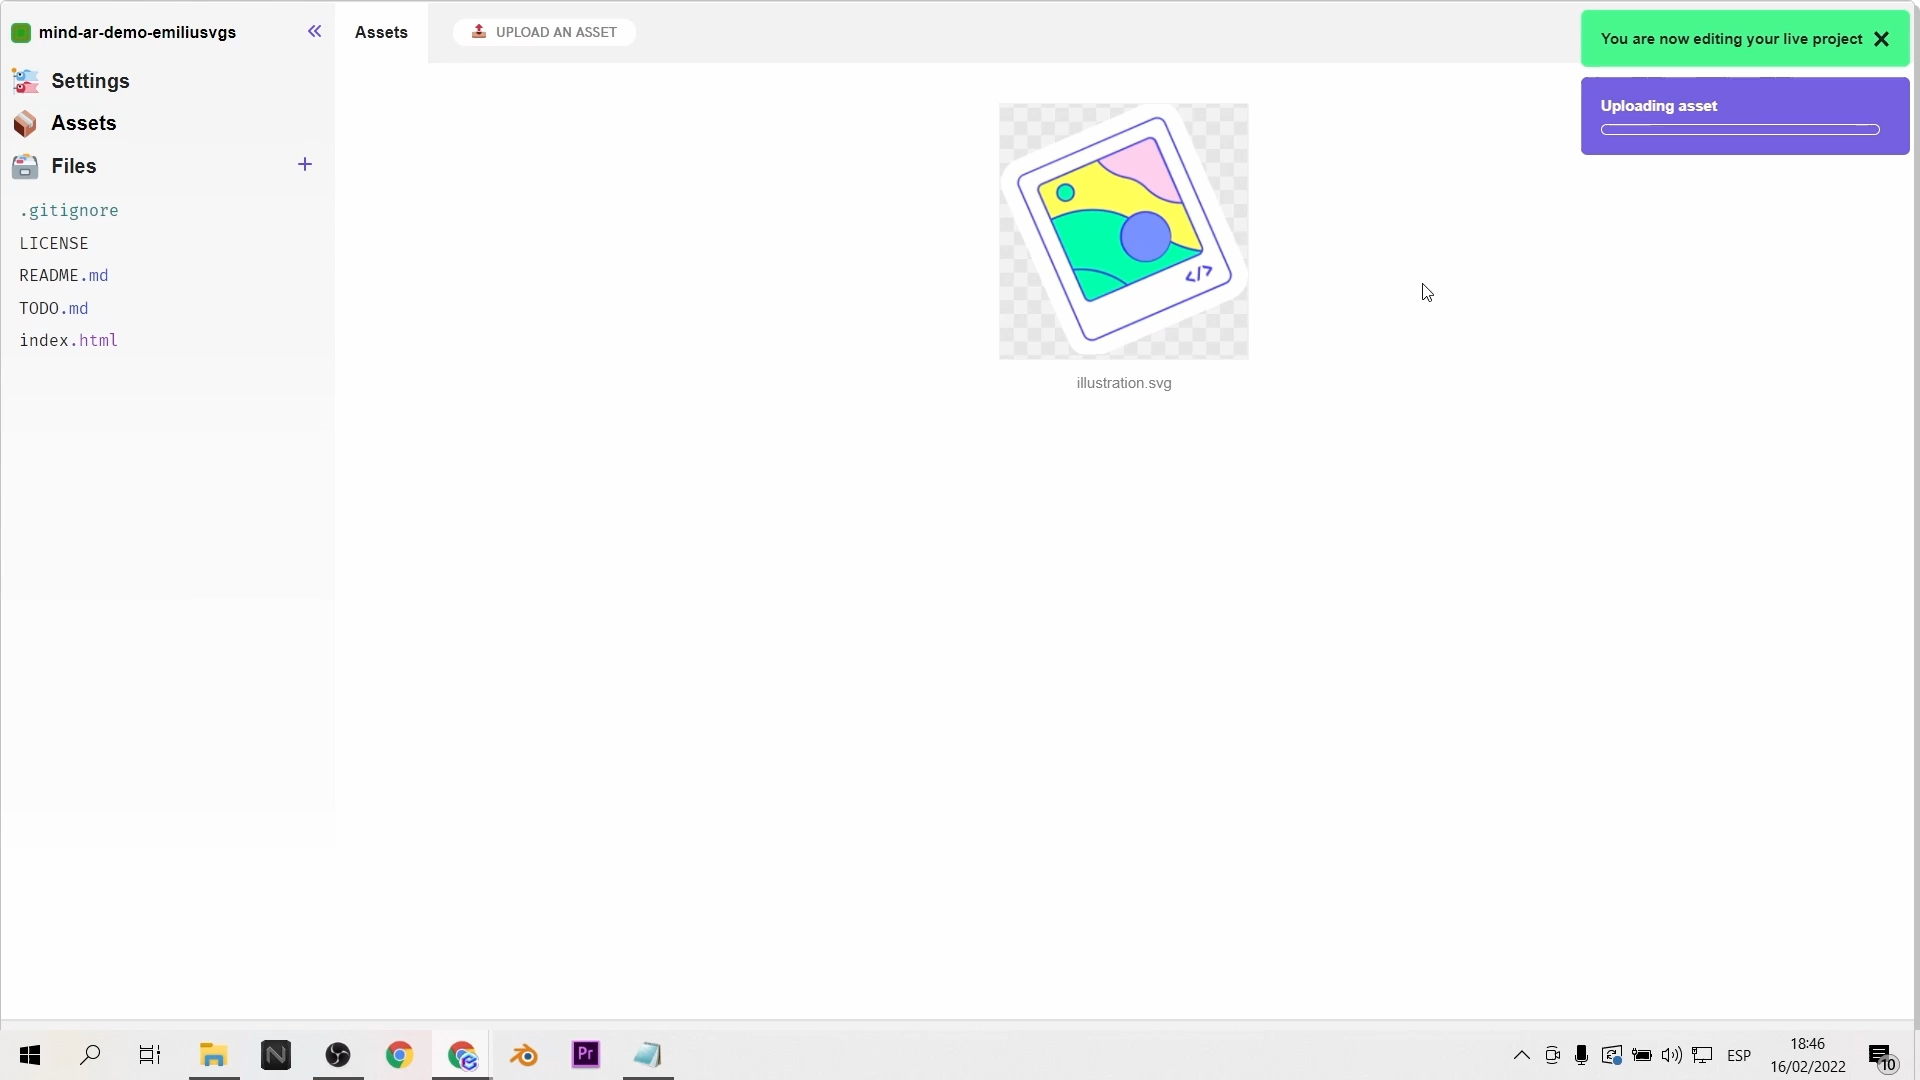 mind-ar-demo-emiliusvgs
«
Assets
UPLOAD AN ASSET
You are now editing your live project
Uploading asset
Settings
Assets
Files
+
.gitignore
LICENSE
README.md
TODO.md
index.html
</>
illustration.svg
N
Pr
ESP
18:46
16/02/2022
10